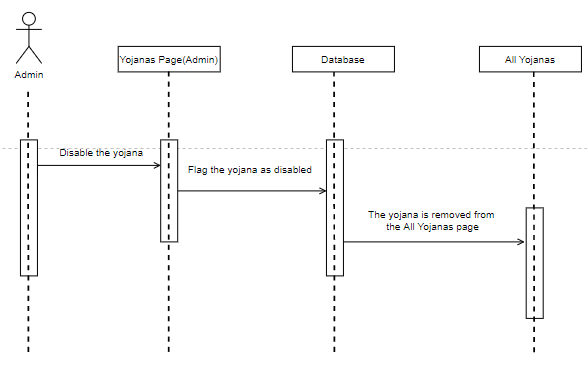 Admin
Yojanas Page(Admin)
Database
All Yojanas
Disable the yojana
Flag the yojana as disabled
The yojana is removed from
the All Yojanas page